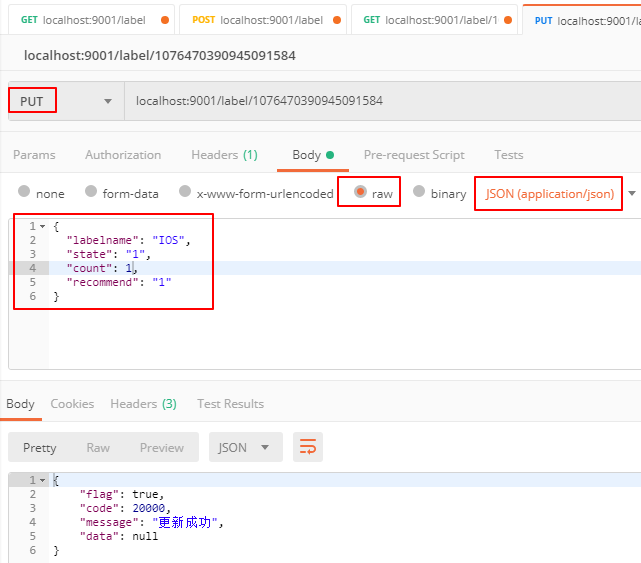 GET localhost:9001/label
POST localhost:9001/label
GET localhost:9001/label/1
PUT localhost:9001/la
localhost:9001/label/1076470390945091584
PUT localhost:9001/label/1076470390945091584
Params Authorization Headers (1) Body Pre-request Script Tests
none form-data x-www-form-urlencoded raw binary JSON (application/json)
1 {
2 "labelname": "IOS",
3 "state": "1",
4 "count": 1,
5 "recommend": "1"
6 }
Body Cookies Headers (3) Test Results
Pretty Raw Preview JSON
1 {
2 "flag": true,
3 "code": 20000,
4 "message": "更新成功",
5 "data": null
6 }